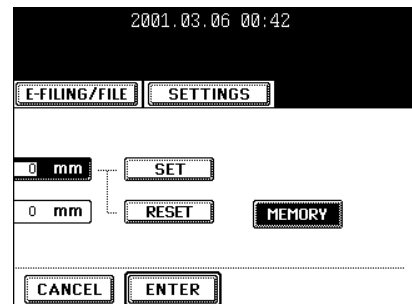 2001.03.06 00:42
E-FILING/FILE SETTINGS
0 mm SET
0 mm RESET MEMORY
CANCEL ENTER